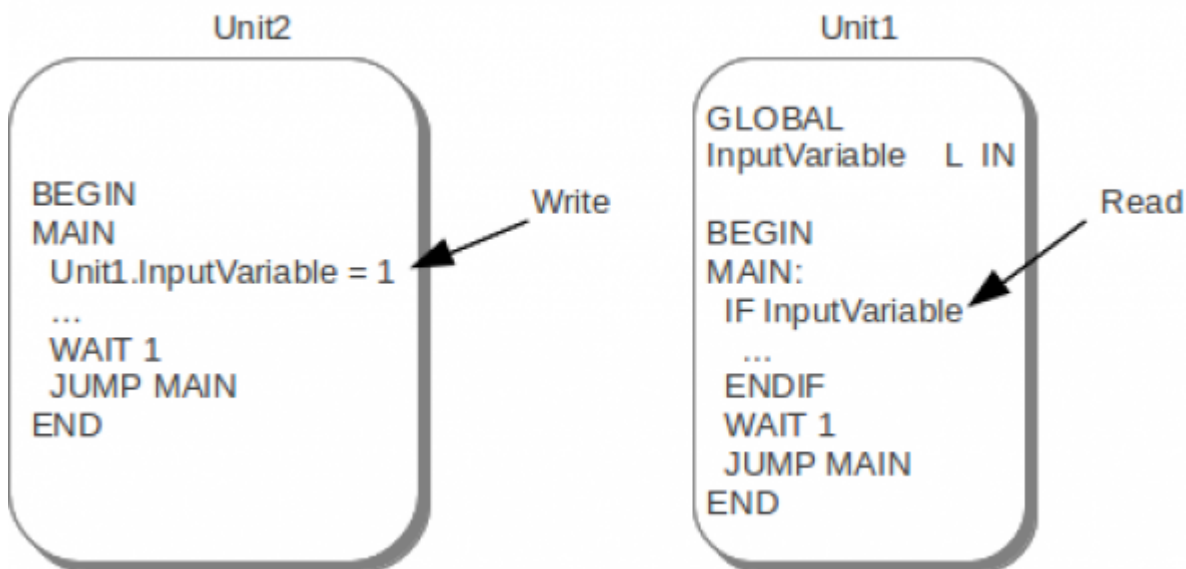 Unit2
BEGIN
MAIN
Unit1.InputVariable = 1
...
WAIT 1
JUMP MAIN
END
Write
Unit1
GLOBAL
InputVariable L IN
BEGIN
MAIN:
IF InputVariable
...
ENDIF
WAIT 1
JUMP MAIN
END
Read